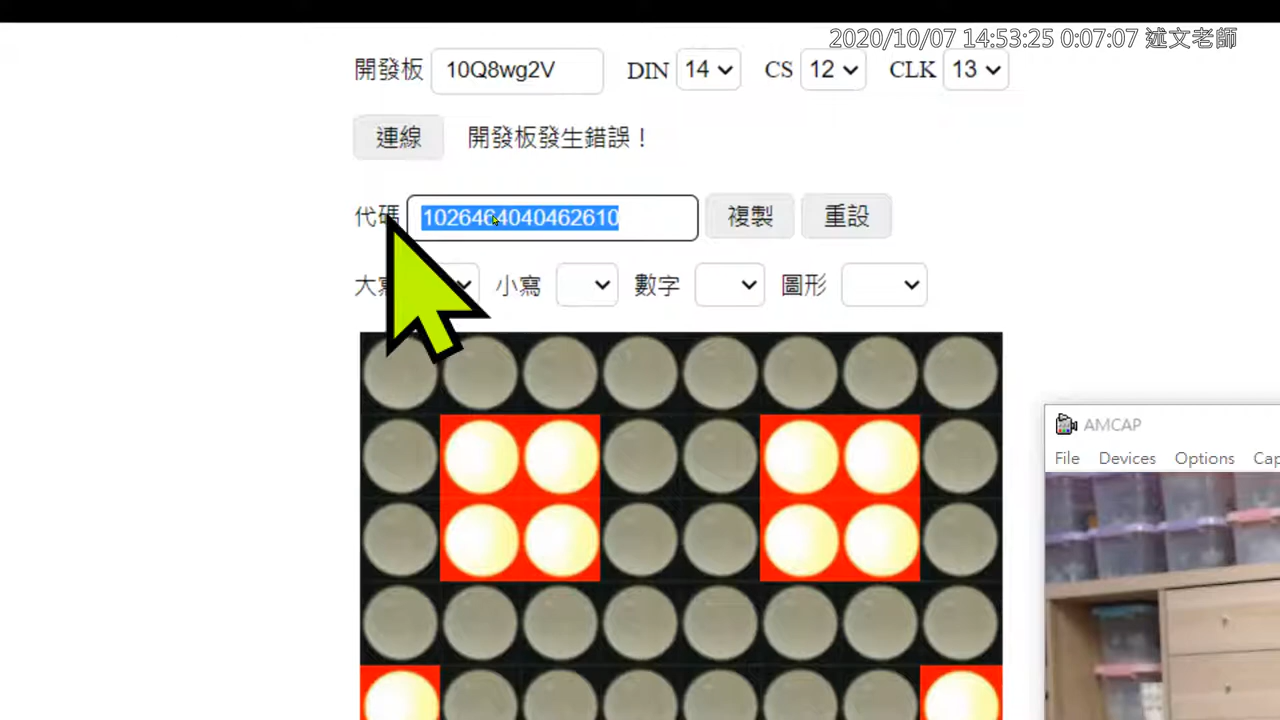 2020/10/07 14:53:25 0:07:07 述文老師
開發板 10Q8wg2V DIN 14 CS 12 CLK 13
連線 開發板發生錯誤！
代碼 1026464040462610 複製 重設
大寫 小寫 數字 圖形
AMCAP
File Devices Options Cap